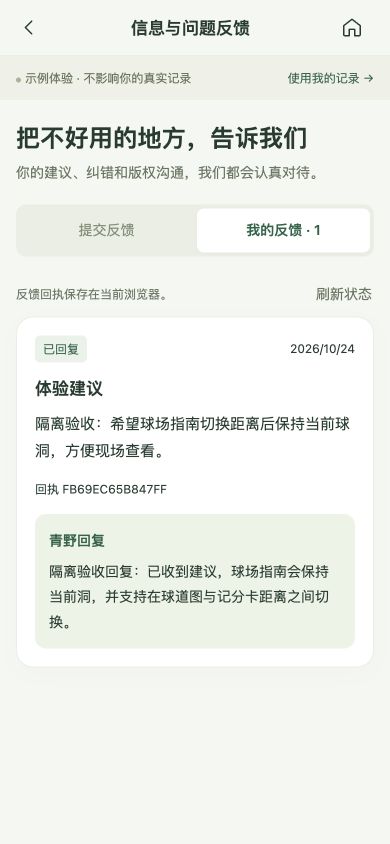 信息与问题反馈
示例体验 · 不影响你的真实记录
使用我的记录 →
把不好用的地方，告诉我们
你的建议、纠错和版权沟通，我们都会认真对待。
提交反馈
我的反馈 · 1
反馈回执保存在当前浏览器。
刷新状态
已回复
2026/10/24
体验建议
隔离验收：希望球场指南切换距离后保持当前球
洞，方便现场查看。
回执 FB69EC65B847FF
青野回复
隔离验收回复：已收到建议，球场指南会保持
当前洞，并支持在球道图与记分卡距离之间切
换。